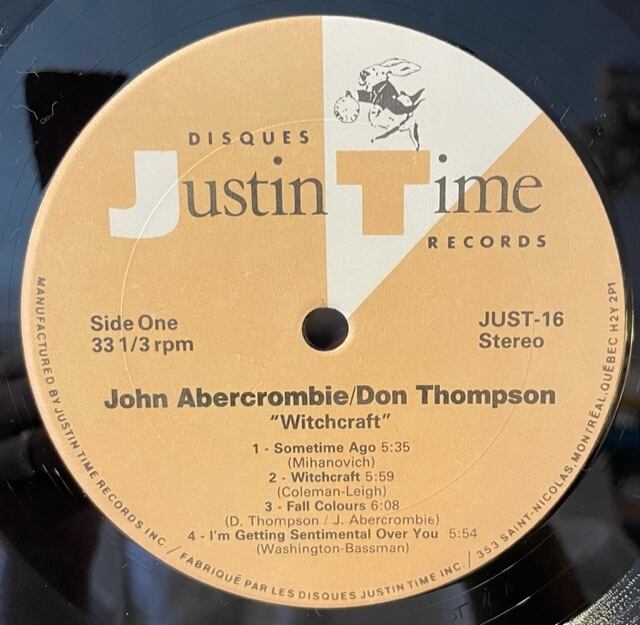 DISQUES
Justin Time
RECORDS
Side One
33 1/3 rpm
JUST-16
Stereo
John Abercrombie/Don Thompson
"Witchcraft"
1 - Sometime Ago 5:35
(Mihanovich)
2 - Witchcraft 5:59
(Coleman-Leigh)
3 - Fall Colours 6:08
(D. Thompson / J. Abercrombie)
4 - I'm Getting Sentimental Over You 5:54
(Washington-Bassman)
MANUFACTURED BY JUSTIN TIME RECORDS INC. / FABRIQUÉ PAR LES DISQUES JUSTIN TIME INC. / 353 SAINT-NICOLAS, MONTRÉAL, QUÉBEC H2Y 2P1